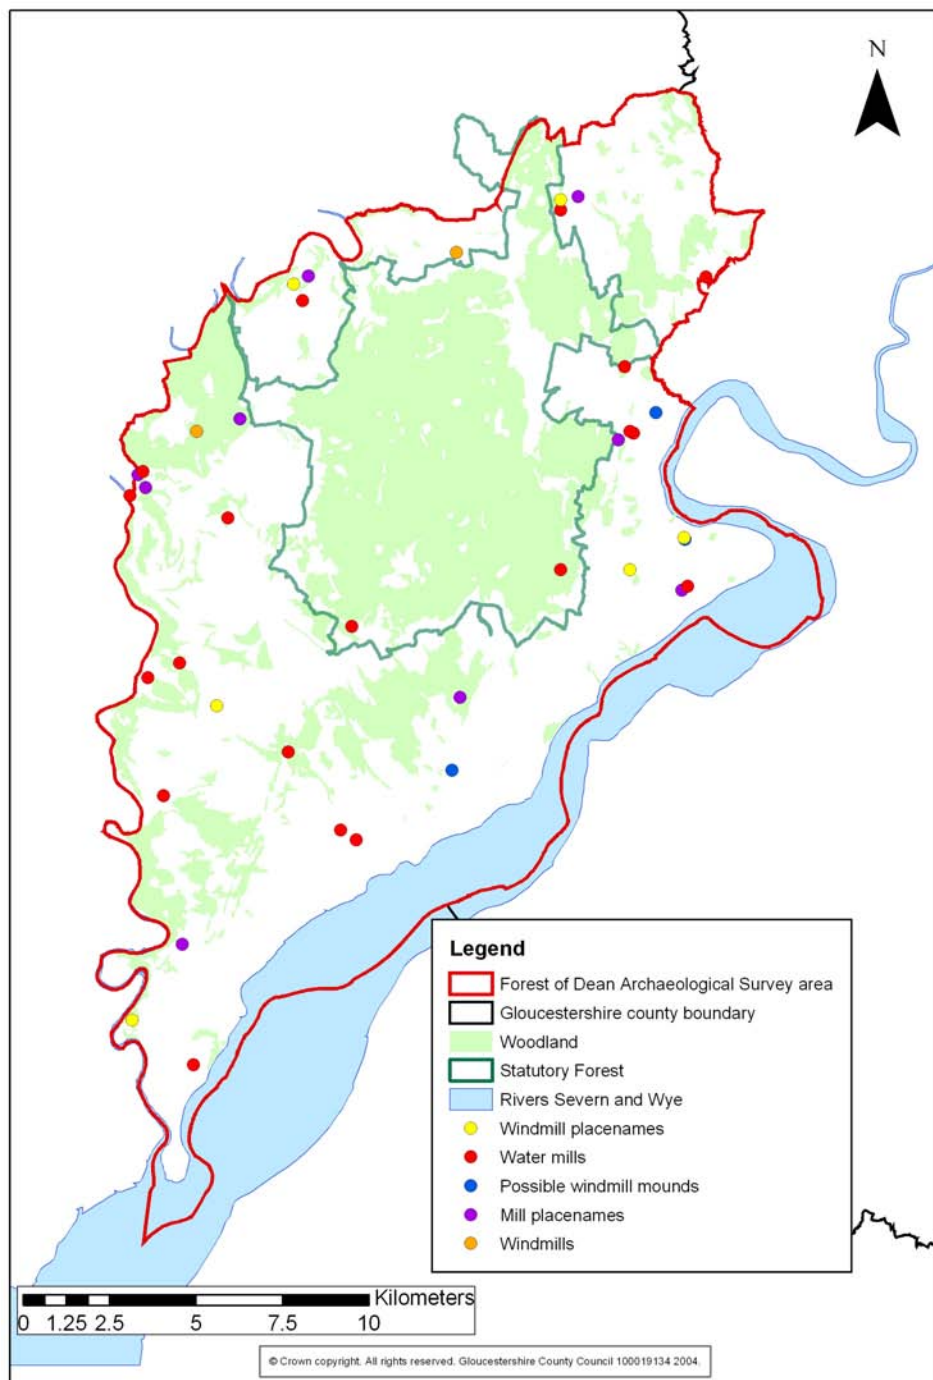 N
Legend
Forest of Dean Archaeological Survey area
Gloucestershire county boundary
Woodland
Statutory Forest
Rivers Severn and Wye
Windmill placenames
Water mills
Possible windmill mounds
Mill placenames
Windmills
Kilometers
0 1.25 2.5 5 7.5 10
© Crown copyright. All rights reserved. Gloucestershire County Council 100019134 2004.